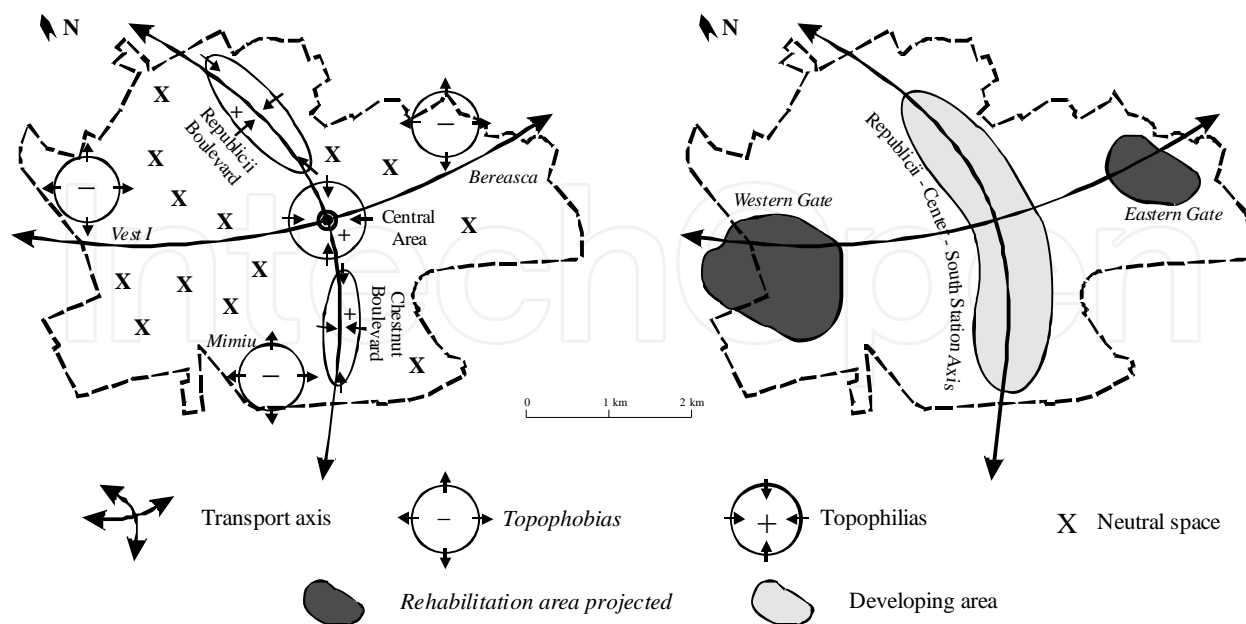 N
X
Republicii
Boulevard
+
X
−
X
X
Bereasca
X
−
X
X
Central
Area
+
X
Vest I
X
X
X
X
X
Chestnut
Boulevard
+
Mimiu
X
−
N
Republicii - Center - South Station Axis
Western Gate
Eastern Gate
0 1 km 2 km
Transport axis
− Topophobias
+ Topophilias
X Neutral space
Rehabilitation area projected
Developing area
IntechOpen